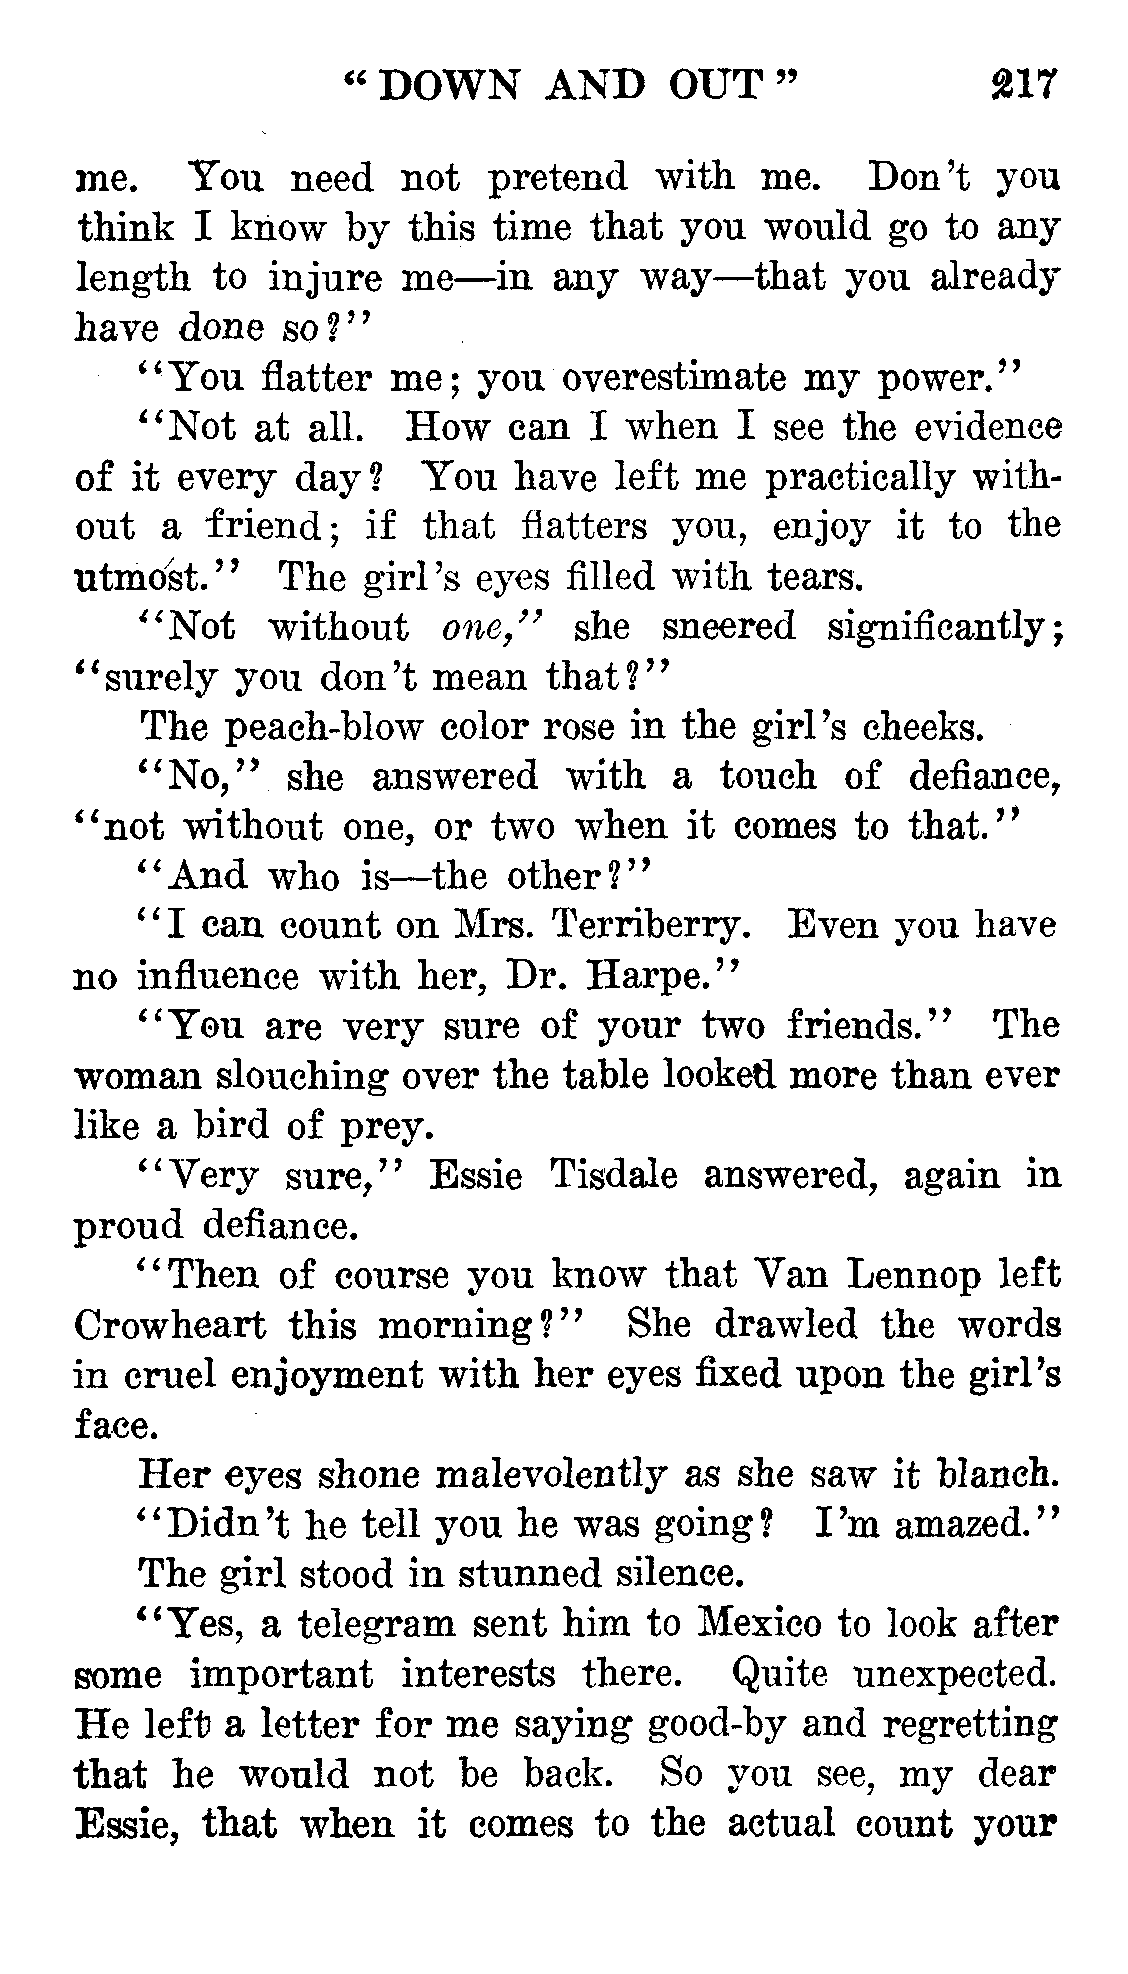 “ DOWN AND OUT ” 217
me. You need not pretend with me. Don't you
think I know by this time that you would go to any
length to injure me—in any way—that you already
have done so?”
“You flatter me; you overestimate my power.”
“Not at all. How can I when I see the evidence
of it every day? You have left me practically with-
out a friend; if that flatters you, enjoy it to the
utmost.” The girl's eyes filled with tears.
“Not without one,” she sneered significantly;
“surely you don't mean that?”
The peach-blow color rose in the girl's cheeks.
“No,” she answered with a touch of defiance,
“not without one, or two when it comes to that.”
“And who is—the other?”
“I can count on Mrs. Terriberry. Even you have
no influence with her, Dr. Harpe.”
“You are very sure of your two friends.” The
woman slouching over the table looked more than ever
like a bird of prey.
“Very sure,” Essie Tisdale answered, again in
proud defiance.
“Then of course you know that Van Lennop left
Crowheart this morning?” She drawled the words
in cruel enjoyment with her eyes fixed upon the girl's
face.
Her eyes shone malevolently as she saw it blanch.
“Didn't he tell you he was going? I'm amazed.”
The girl stood in stunned silence.
“Yes, a telegram sent him to Mexico to look after
some important interests there. Quite unexpected.
He left a letter for me saying good-by and regretting
that he would not be back. So you see, my dear
Essie, that when it comes to the actual count your